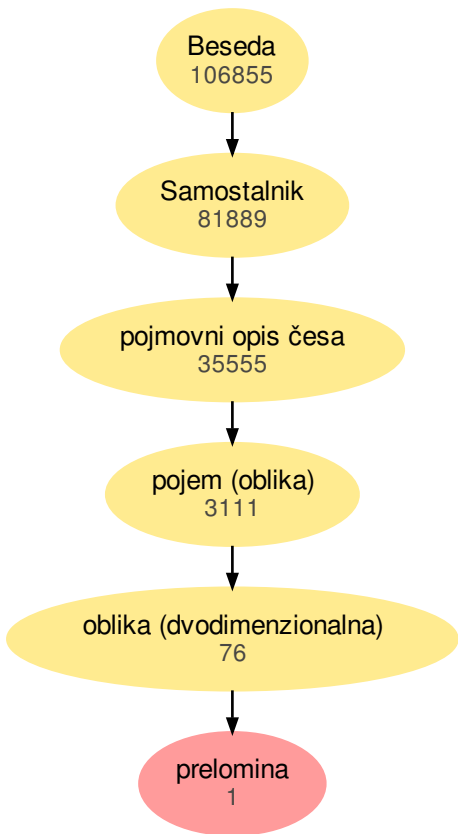 Beseda
106855
Samostalnik
81889
pojmovni opis česa
35555
pojem (oblika)
3111
oblika (dvodimenzionalna)
76
prelomina
1